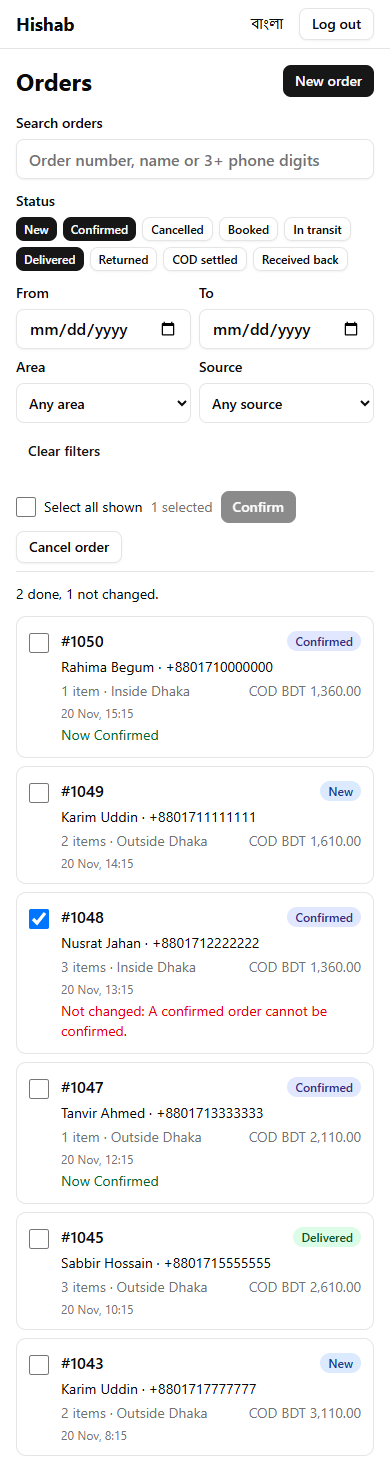 Hishab
বাংলা
Log out
Orders
New order
Search orders
Order number, name or 3+ phone digits
Status
New Confirmed Cancelled Booked In transit
Delivered Returned COD settled Received back
From To
mm/dd/yyyy mm/dd/yyyy
Area Source
Any area Any source
Clear filters
Select all shown 1 selected Confirm
Cancel order
2 done, 1 not changed.
#1050 Confirmed
Rahima Begum · +8801710000000
1 item · Inside Dhaka COD BDT 1,360.00
20 Nov, 15:15
Now Confirmed
#1049 New
Karim Uddin · +8801711111111
2 items · Outside Dhaka COD BDT 1,610.00
20 Nov, 14:15
#1048 Confirmed
Nusrat Jahan · +8801712222222
3 items · Inside Dhaka COD BDT 1,360.00
20 Nov, 13:15
Not changed: A confirmed order cannot be
confirmed.
#1047 Confirmed
Tanvir Ahmed · +8801713333333
1 item · Outside Dhaka COD BDT 2,110.00
20 Nov, 12:15
Now Confirmed
#1045 Delivered
Sabbir Hossain · +8801715555555
3 items · Outside Dhaka COD BDT 2,610.00
20 Nov, 10:15
#1043 New
Karim Uddin · +8801717777777
2 items · Outside Dhaka COD BDT 3,110.00
20 Nov, 8:15